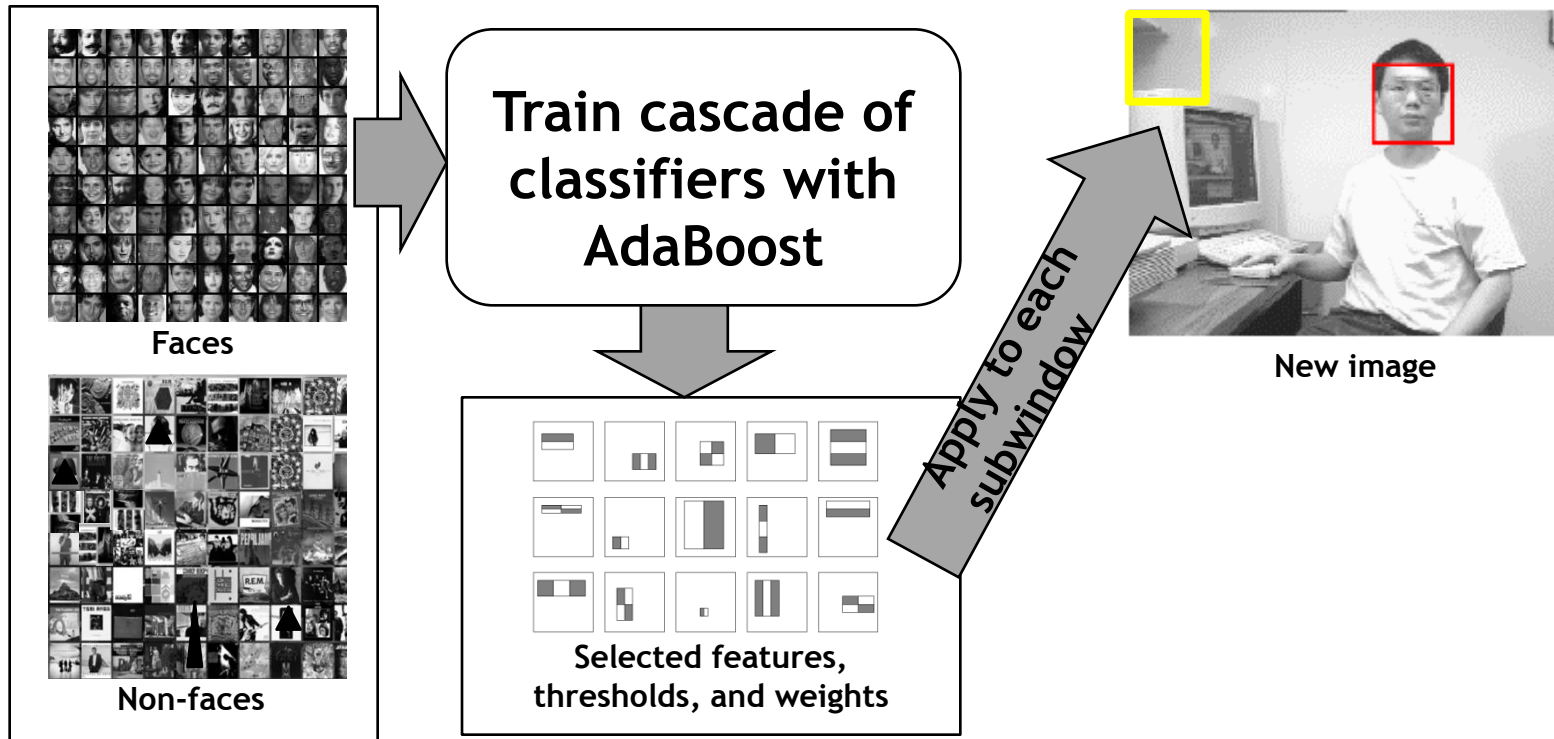 Faces
Non-faces
Train cascade of
classifiers with
AdaBoost
Selected features,
thresholds, and weights
Apply to each
subwindow
New image
R.E.M.